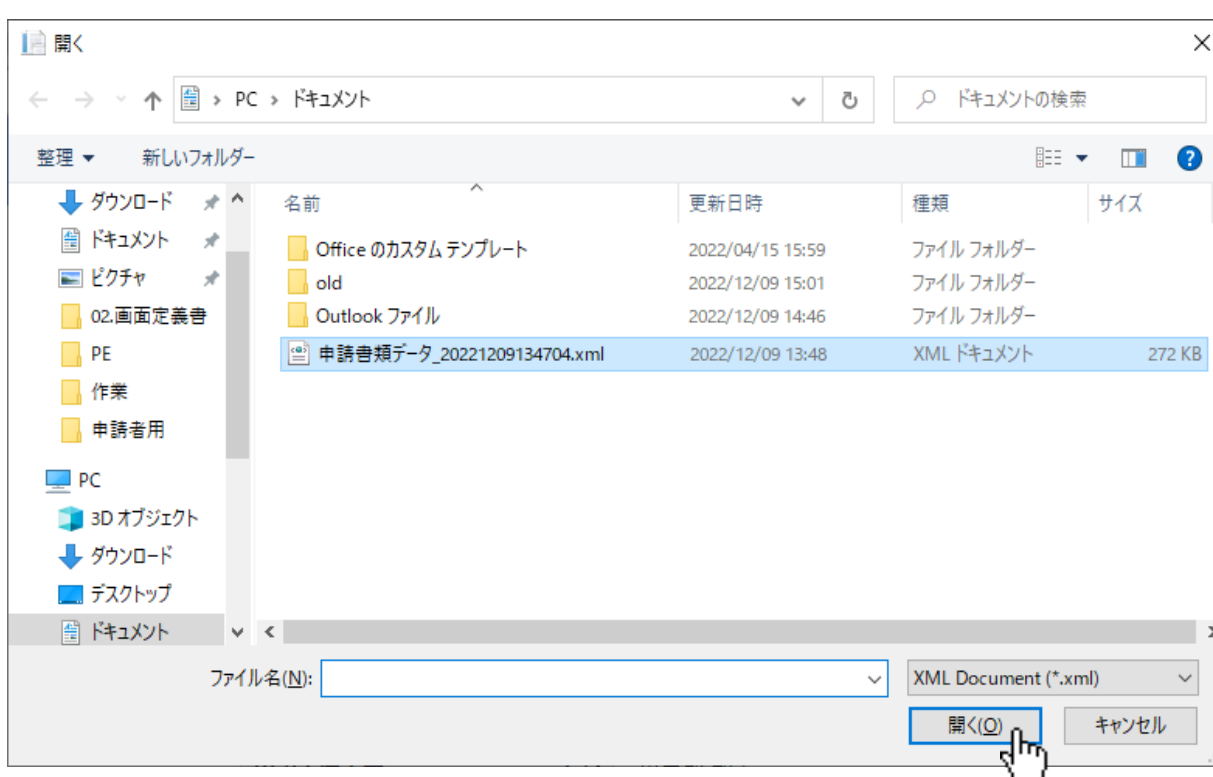 開く
PC › ドキュメント
ドキュメントの検索
整理 新しいフォルダー
名前 更新日時 種類 サイズ
ダウンロード
ドキュメント
ピクチャ
02.画面定義書
PE
作業
申請者用
PC
3D オブジェクト
ダウンロード
デスクトップ
ドキュメント
Office のカスタム テンプレート 2022/04/15 15:59 ファイル フォルダー
old 2022/12/09 15:01 ファイル フォルダー
Outlook ファイル 2022/12/09 14:46 ファイル フォルダー
申請書類データ_20221209134704.xml 2022/12/09 13:48 XML ドキュメント 272 KB
ファイル名(N): XML Document (*.xml)
開く(O) キャンセル